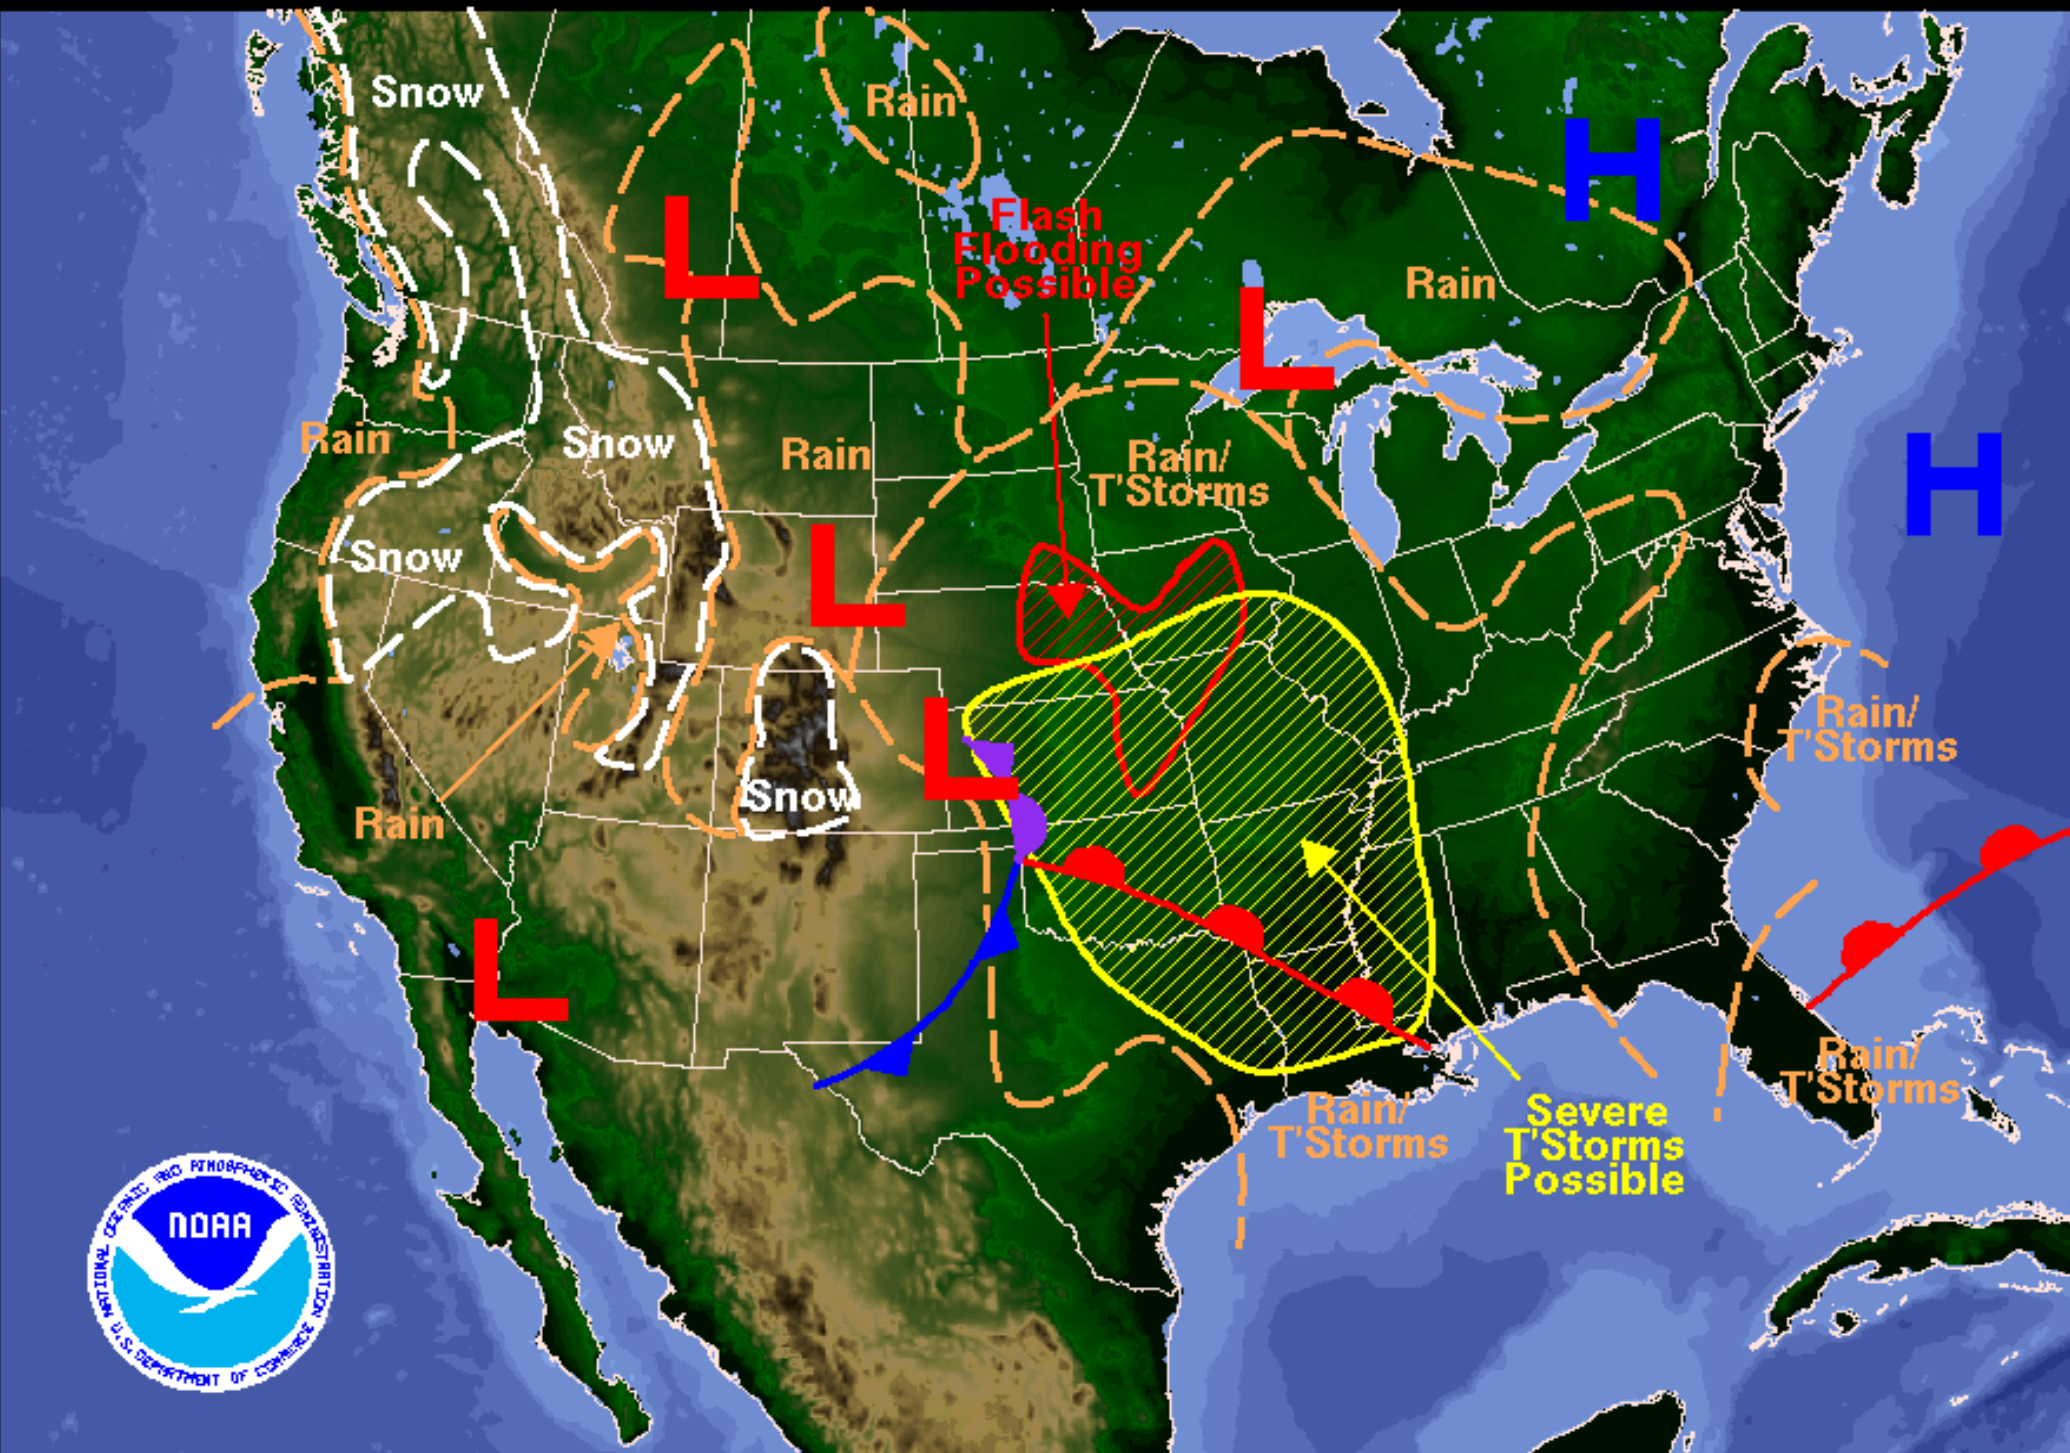 Snow
Rain
H
Flash
Flooding
Possible
L
Rain
L
H
Rain
Snow
Rain
Rain/
T'Storms
Snow
L
Rain/
T'Storms
L
Snow
Rain
L
Rain/
T'Storms
Rain/
T'Storms
Severe
T'Storms
Possible
NOAA
NATIONAL OCEANIC AND ATMOSPHERIC ADMINISTRATION
U.S. DEPARTMENT OF COMMERCE